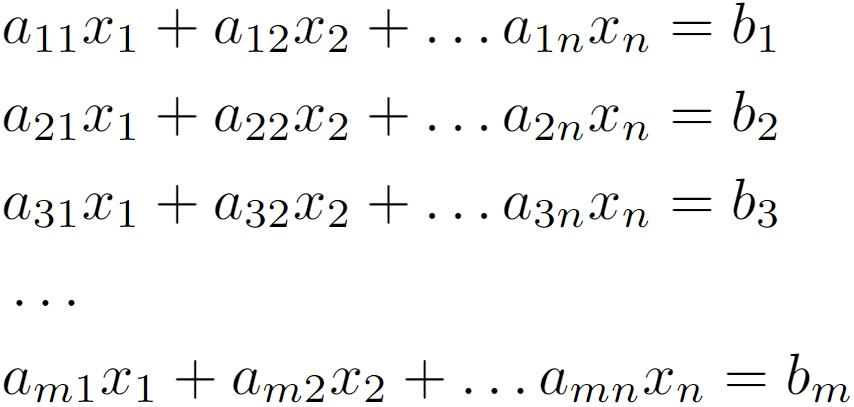 a₁₁x₁ + a₁₂x₂ + … a₁ₙxₙ = b₁
a₂₁x₁ + a₂₂x₂ + … a₂ₙxₙ = b₂
a₃₁x₁ + a₃₂x₂ + … a₃ₙxₙ = b₃
…
aₘ₁x₁ + aₘ₂x₂ + … aₘₙxₙ = bₘ